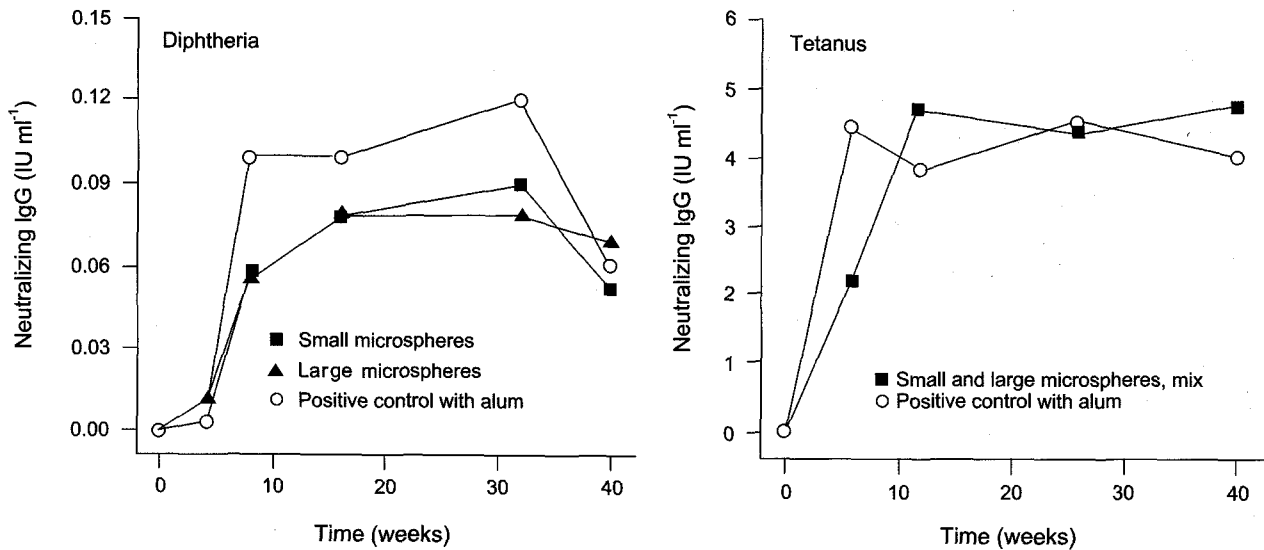 Diphtheria
Neutralizing IgG (IU ml⁻¹)
0.15
0.12
0.09
0.06
0.03
0.00
Small microspheres
Large microspheres
Positive control with alum
0 10 20 30 40
Time (weeks)
Tetanus
Neutralizing IgG (IU ml⁻¹)
6
5
4
3
2
1
0
Small and large microspheres, mix
Positive control with alum
0 10 20 30 40
Time (weeks)